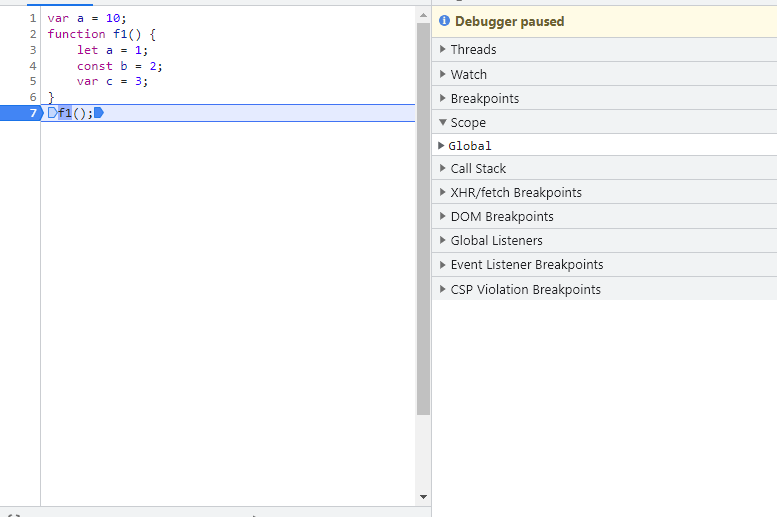 1 var a = 10;
2 function f1() {
3 let a = 1;
4 const b = 2;
5 var c = 3;
6 }
7 f1();
Debugger paused
Threads
Watch
Breakpoints
Scope
Global
Call Stack
XHR/fetch Breakpoints
DOM Breakpoints
Global Listeners
Event Listener Breakpoints
CSP Violation Breakpoints